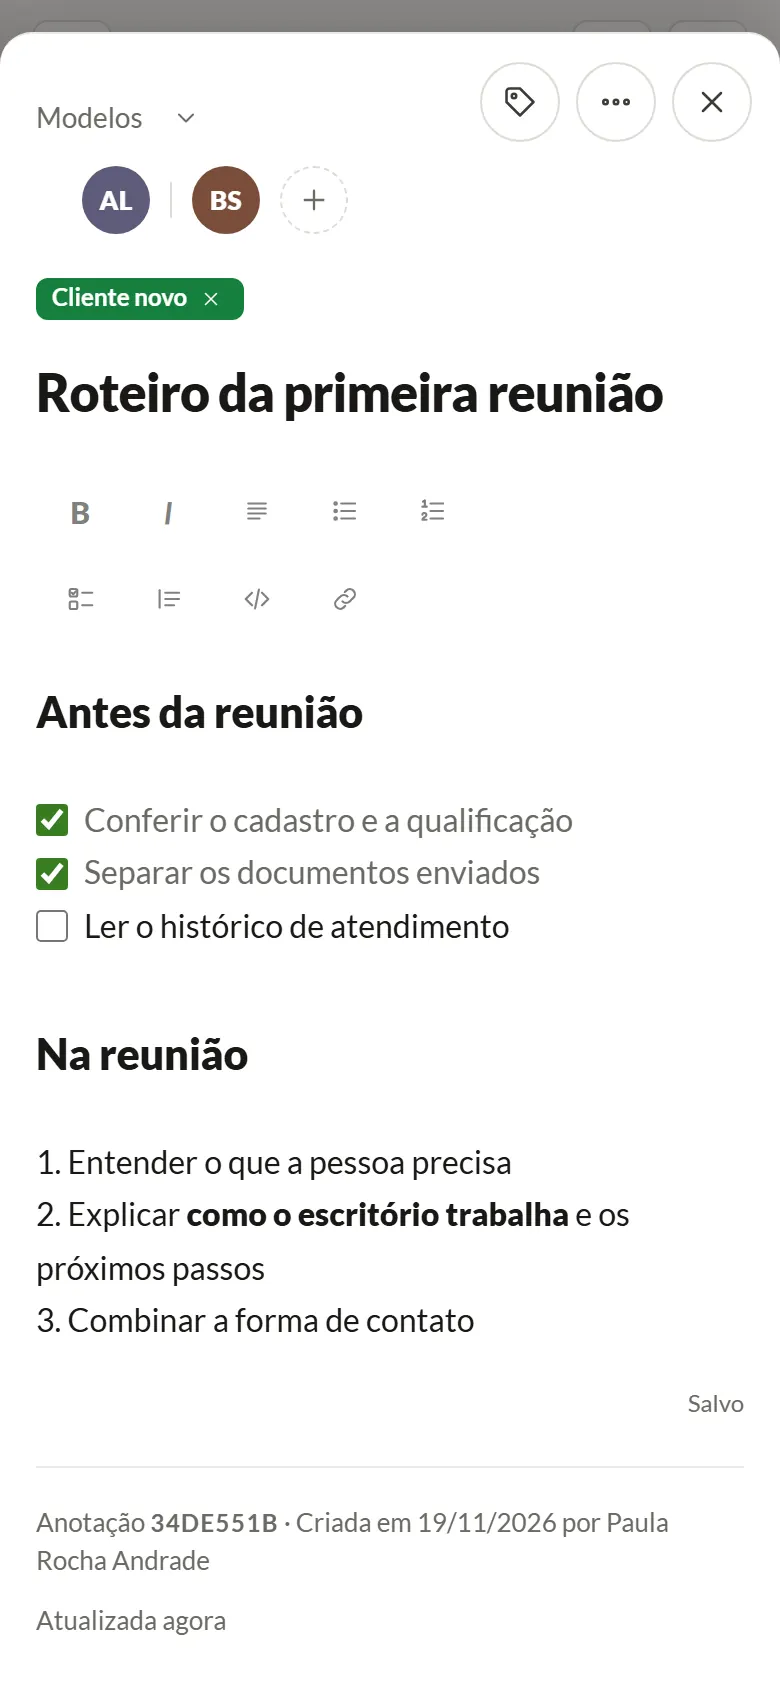 Modelos
AL
BS
Cliente novo
Roteiro da primeira reunião
B I
Antes da reunião
Conferir o cadastro e a qualificação
Separar os documentos enviados
Ler o histórico de atendimento
Na reunião
1. Entender o que a pessoa precisa
2. Explicar como o escritório trabalha e os
próximos passos
3. Combinar a forma de contato
Salvo
Anotação 34DE551B · Criada em 19/11/2026 por Paula
Rocha Andrade
Atualizada agora